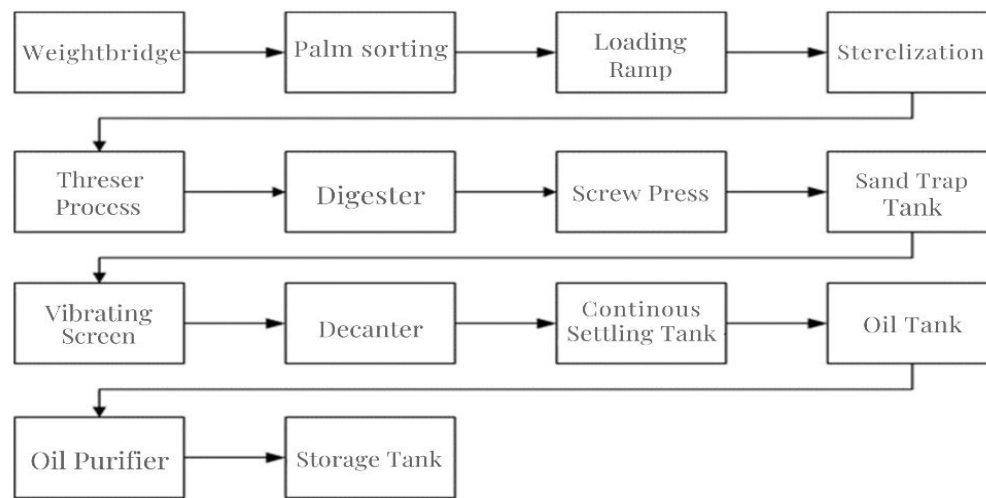 Weightbridge
Palm sorting
Loading
Ramp
Sterelization
Threser
Process
Digester
Screw Press
Sand Trap
Tank
Vibrating
Screen
Decanter
Continous
Settling Tank
Oil Tank
Oil Purifier
Storage Tank